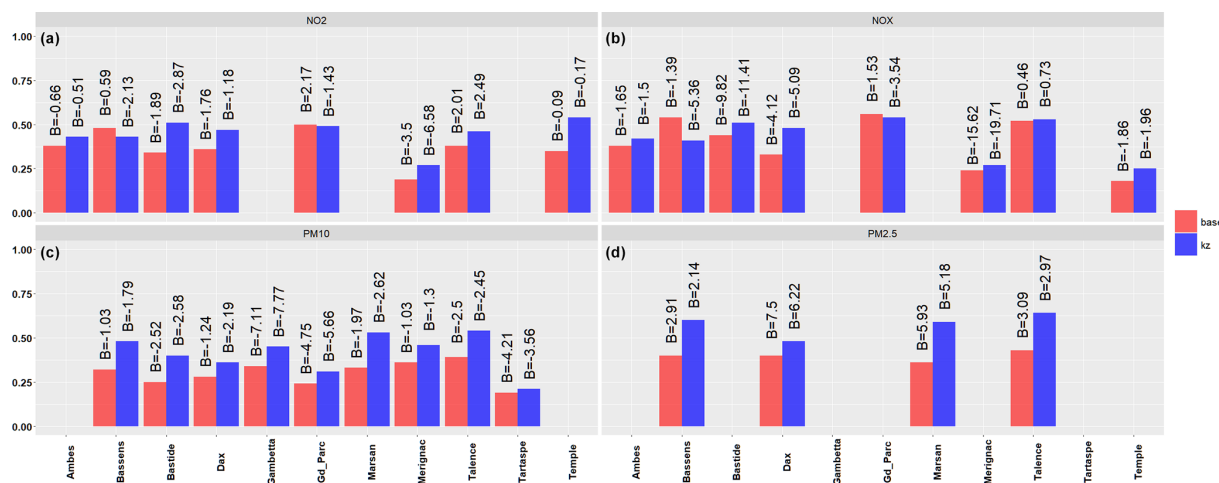 NO2
NOX
1.00
(a)
(b)
0.75
0.50
0.25
0.00
B=-0.66
B=-0.51
B=0.59
B=-2.13
B=-1.89
B=-2.87
B=-1.76
B=-1.18
B=2.17
B=-1.43
B=-3.5
B=-6.58
B=2.01
B=2.49
B=-0.09
B=-0.17
B=-1.65
B=-1.5
B=-1.39
B=-5.36
B=-9.82
B=-11.41
B=-4.12
B=-5.09
B=-1.53
B=-3.54
B=-15.62
B=-19.71
B=0.46
B=0.73
B=-1.86
B=-1.96
base
kz
PM10
PM2.5
1.00
(c)
(d)
0.75
0.50
0.25
0.00
B=-1.03
B=-1.79
B=-2.52
B=-2.58
B=-1.24
B=-2.19
B=-7.11
B=-7.77
B=-4.75
B=-5.66
B=-1.97
B=-2.62
B=-1.03
B=-1.3
B=-2.5
B=-2.45
B=-4.21
B=-3.56
B=2.91
B=2.14
B=7.5
B=6.22
B=5.93
B=5.18
B=3.09
B=2.97
Ambes
Bassens
Bastide
Dax
Gambetta
Gd_Parc
Marsan
Merignac
Talence
Tartaspe
Temple
Ambes
Bassens
Bastide
Dax
Gambetta
Gd_Parc
Marsan
Merignac
Talence
Tartaspe
Temple